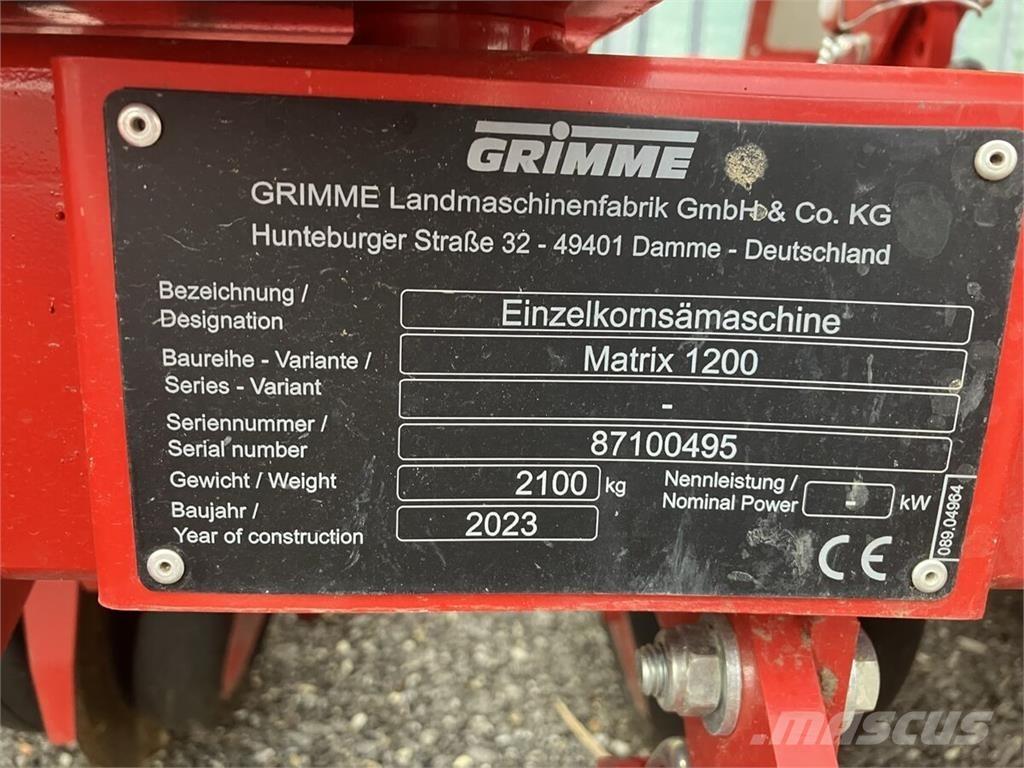 GRIMME
GRIMME Landmaschinenfabrik GmbH & Co. KG
Hunteburger Straße 32 - 49401 Damme - Deutschland
Bezeichnung /
Designation
Einzelkornsämaschine
Baureihe - Variante /
Series - Variant
Matrix 1200
-
Seriennummer /
Serial number
87100495
Gewicht / Weight
2100 kg
Nennleistung /
Nominal Power
- kW
Baujahr /
Year of construction
2023
CE
089.04964
mascus